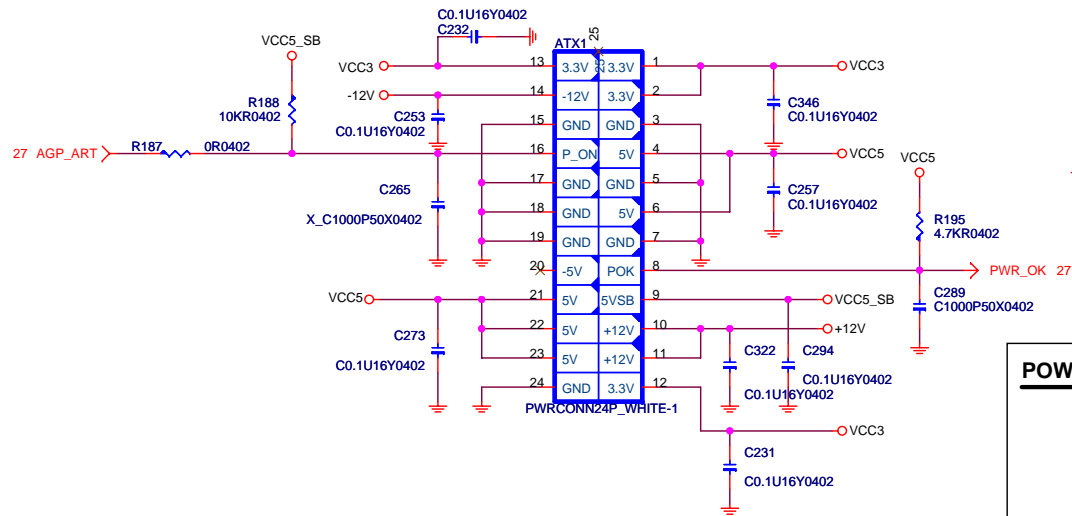 C0.1U16Y0402
C232
VCC5_SB
VCC3
-12V
R188
10KR0402
C253
C0.1U16Y0402
27 AGP_ART
R187
0R0402
C265
X_C1000P50X0402
VCC5
C273
C0.1U16Y0402
ATX1
25
25
13 3.3V 3.3V 1
14 -12V 3.3V 2
15 GND GND 3
16 P_ON 5V 4
17 GND GND 5
18 GND 5V 6
19 GND GND 7
20 -5V POK 8
21 5V 5VSB 9
22 5V +12V 10
23 5V +12V 11
24 GND 3.3V 12
PWRCONN24P_WHITE-1
VCC3
C346
C0.1U16Y0402
VCC5
C257
C0.1U16Y0402
VCC5
R195
4.7KR0402
PWR_OK 27
C289
C1000P50X0402
VCC5_SB
+12V
C322
C0.1U16Y0402
C294
C0.1U16Y0402
VCC3
C231
C0.1U16Y0402
POW